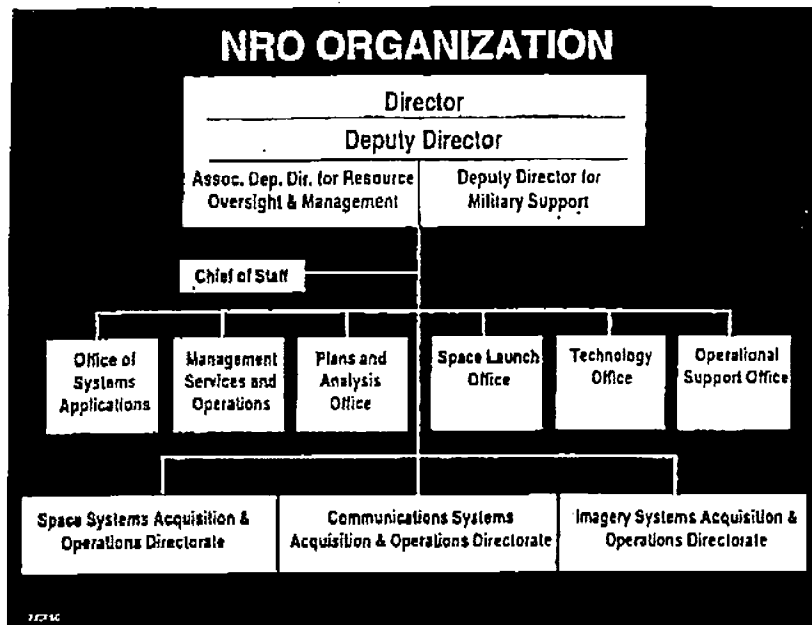 NRO ORGANIZATION
Director
Deputy Director
Assoc. Dep. Dir. for Resource
Oversight & Management
Deputy Director for
Military Support
Chief of Staff
Office of
Systems
Applications
Management
Services and
Operations
Plans and
Analysis
Office
Space Launch
Office
Technology
Office
Operational
Support Office
Space Systems Acquisition &
Operations Directorate
Communications Systems
Acquisition & Operations Directorate
Imagery Systems Acquisition &
Operations Directorate